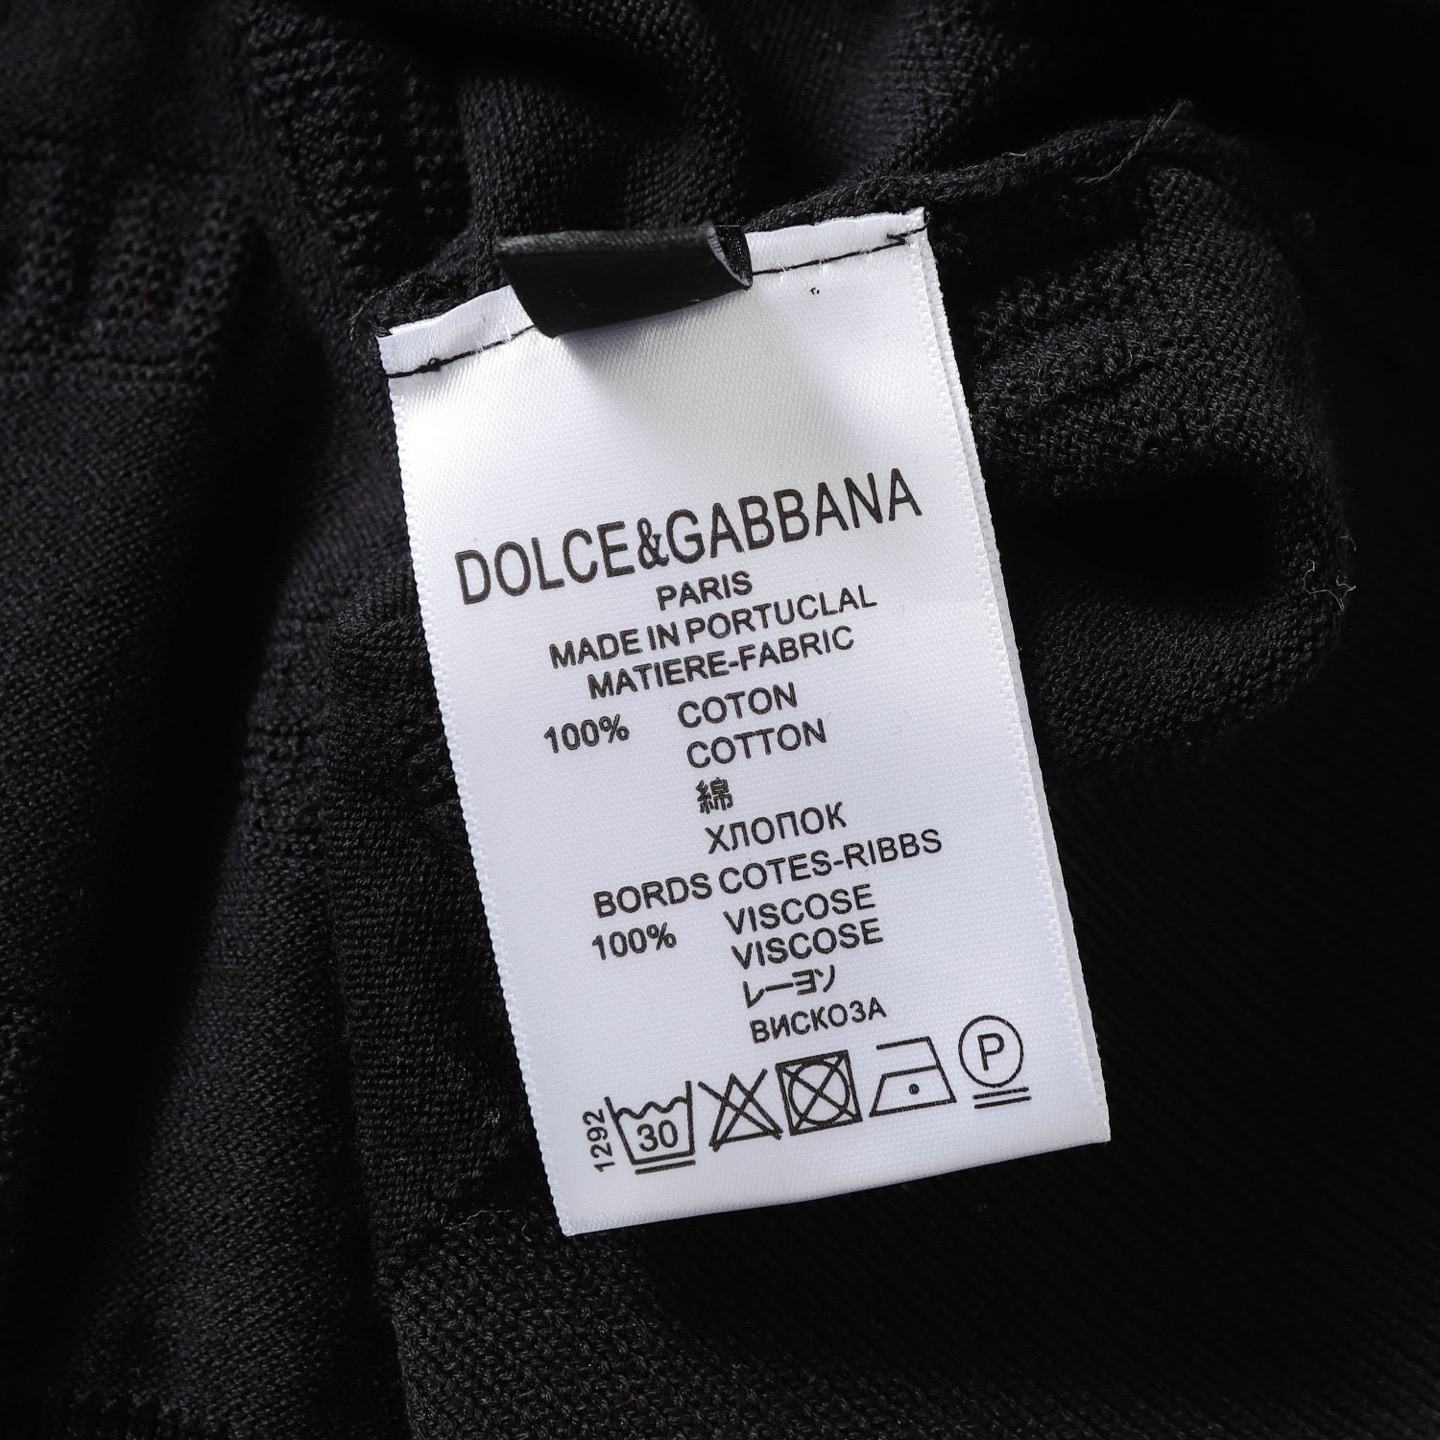 DOLCE&GABBANA
PARIS
MADE IN PORTUCLAL
MATIERE-FABRIC
100% COTON
COTTON
綿
ХЛОПОК
BORDS COTES-RIBBS
100% VISCOSE
VISCOSE
レーヨン
ВИСКОЗА
1292 30 P